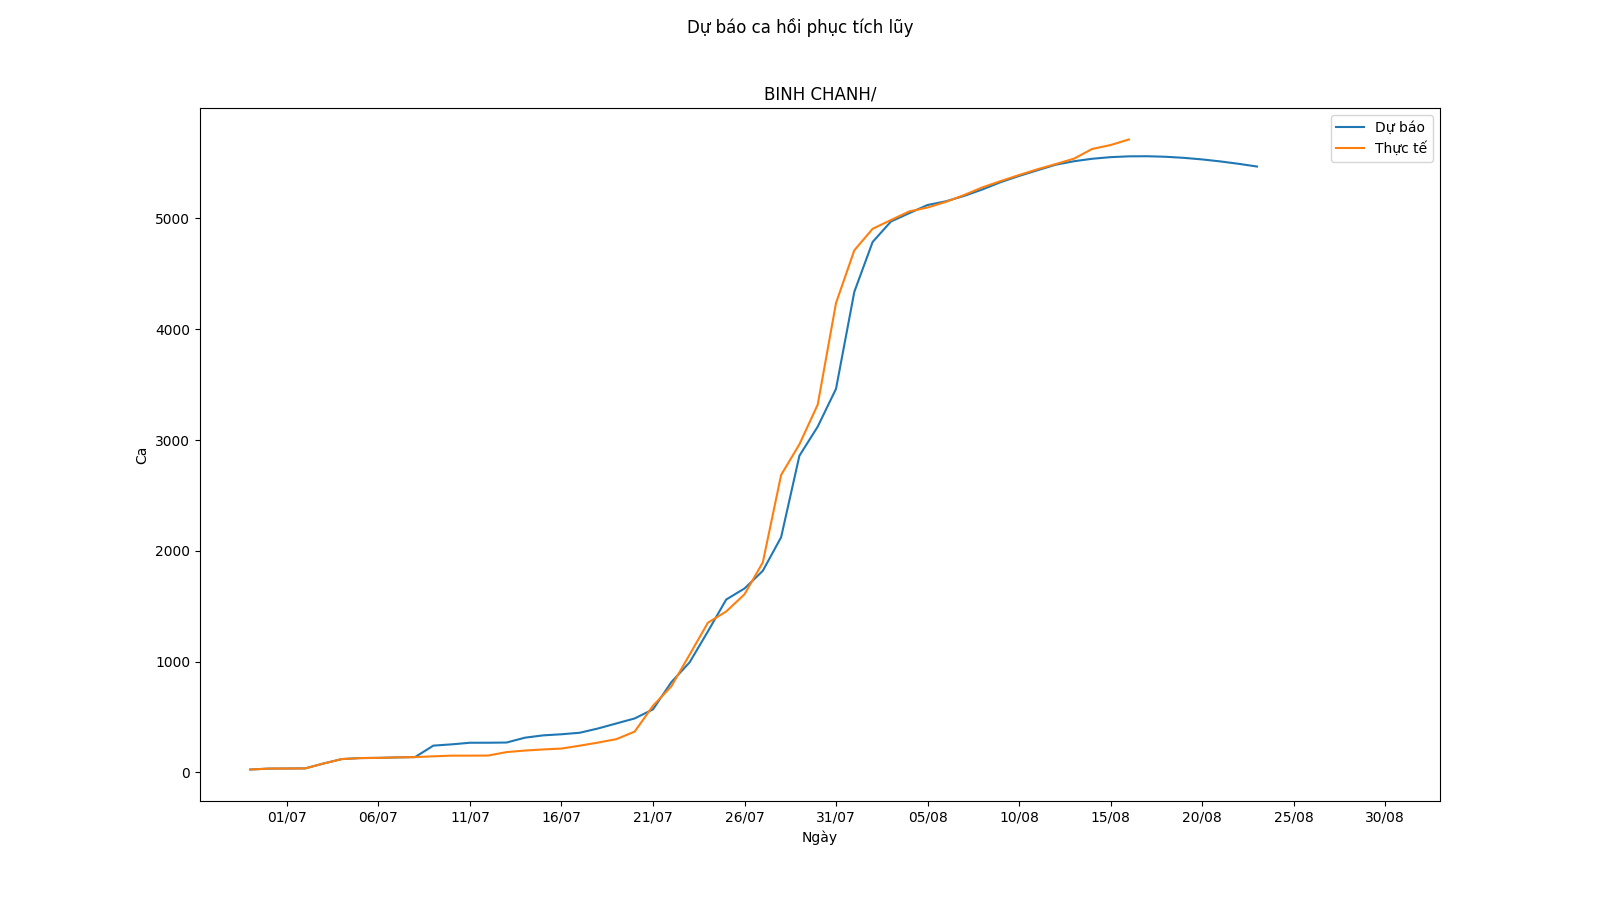 Dự báo ca hồi phục tích lũy
BINH CHANH/
Dự báo
Thực tế
5000
4000
3000
2000
1000
0
Ca
01/07 06/07 11/07 16/07 21/07 26/07 31/07 05/08 10/08 15/08 20/08 25/08 30/08
Ngày